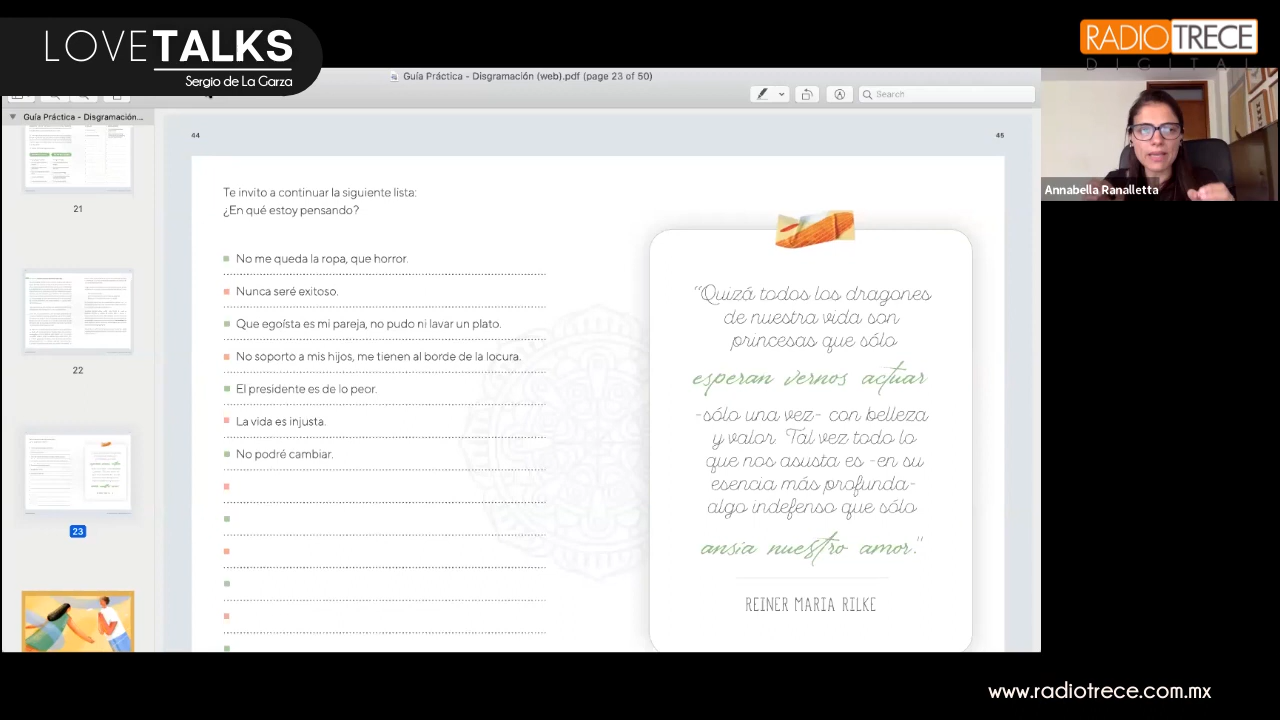 LOVETALKS
Sergio de La Garza
RADIOTRECE
DIGITAL
Guía Práctica - Disgramación (web).pdf (page 23 of 50)
Search
Guía Práctica - Disgramación...
21
22
23
Annabella Ranalletta
44
45
Te invito a continuar la siguiente lista:
¿En qué estoy pensando?
No me queda la ropa, que horror.
Nunca seré exitoso.
Que egoísta es mi pareja, no pudo ni lavar un plato.
No soporto a mis hijos, me tienen al borde de la locura.
El presidente es de lo peor.
La vida es injusta.
No podré cambiar.
"Quizá todos los dragones
de nuestra vida son
princesas que sólo
esperan vernos actuar
-sólo una vez- con belleza
y valor. Tal vez todo lo
que nos asusta es -en su
esencia más profunda-
algo indefenso que sólo
ansía nuestro amor."
REINER MARIA RILKE
www.radiotrece.com.mx